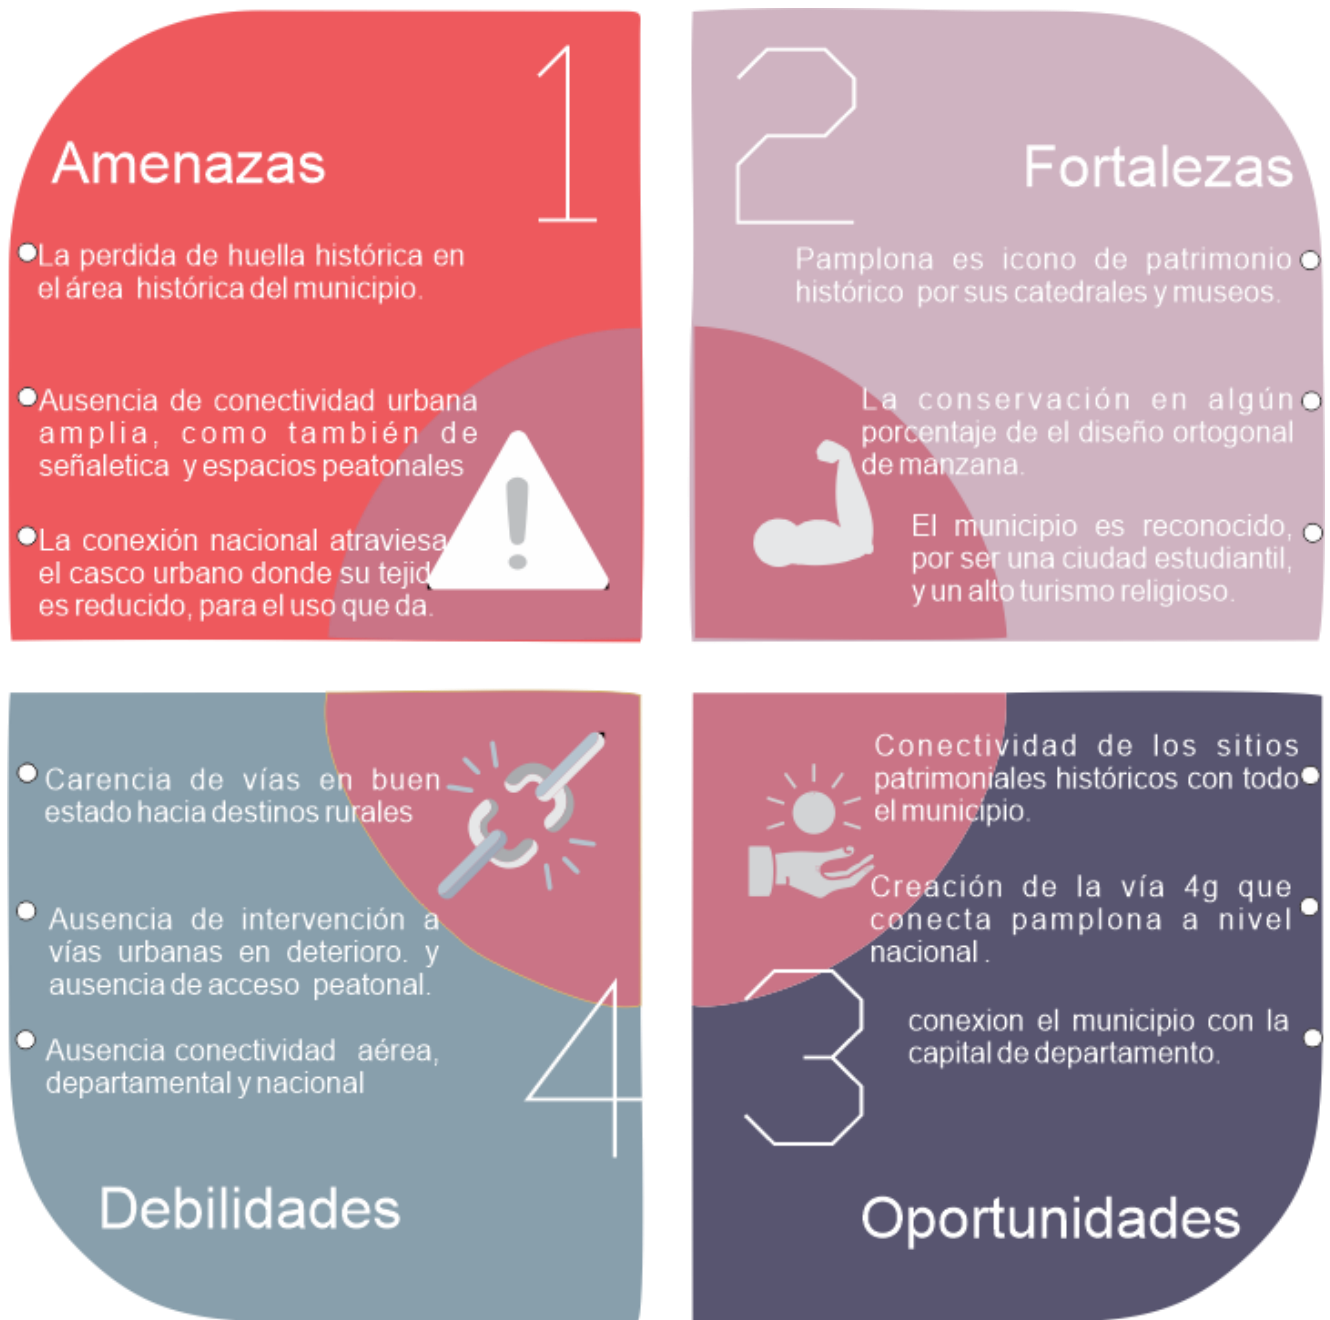 1
Amenazas
La perdida de huella histórica en
el área histórica del municipio.
Ausencia de conectividad urbana
amplia, como también de
señaletica y espacios peatonales
La conexión nacional atraviesa
el casco urbano donde su tejid
es reducido, para el uso que da.
2
Fortalezas
Pamplona es icono de patrimonio
histórico por sus catedrales y museos.
La conservación en algún
porcentaje de el diseño ortogonal
de manzana.
El municipio es reconocido,
por ser una ciudad estudiantil,
y un alto turismo religioso.
Carencia de vías en buen
estado hacia destinos rurales
Ausencia de intervención a
vías urbanas en deterioro. y
ausencia de acceso peatonal.
Ausencia conectividad aérea,
departamental y nacional
4
Debilidades
Conectividad de los sitios
patrimoniales históricos con todo
el municipio.
Creación de la vía 4g que
conecta pamplona a nivel
nacional .
3
conexion el municipio con la
capital de departamento.
Oportunidades